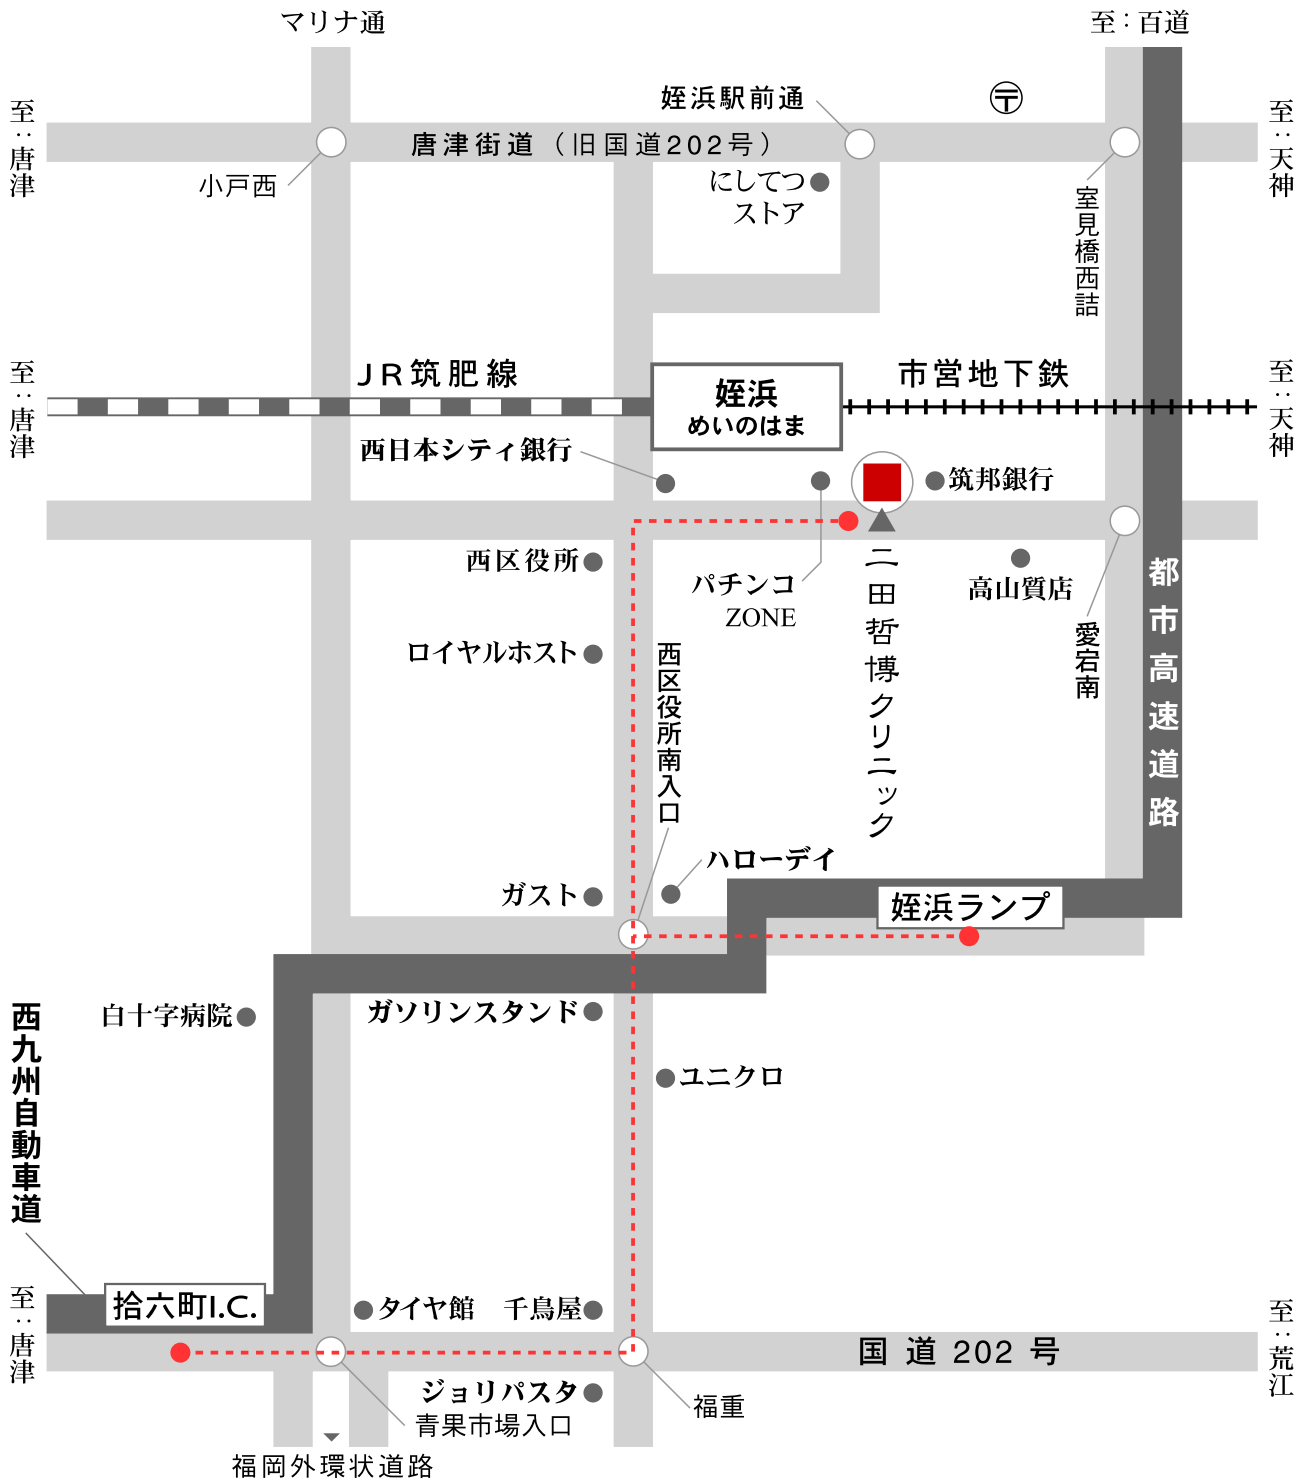 マリナ通
至：百道
至：唐津
姪浜駅前通
〒
至：天神
唐津街道（旧国道202号）
小戸西
にしてつ
ストア
室見橋西詰
至：唐津
JR筑肥線
姪浜
めいのはま
市営地下鉄
至：天神
西日本シティ銀行
筑邦銀行
西区役所
パチンコ
ZONE
二田哲博クリニック
高山質店
都市高速道路
愛宕南
ロイヤルホスト
西区役所南入口
ハローデイ
ガスト
姪浜ランプ
白十字病院
ガソリンスタンド
西九州自動車道
ユニクロ
至：唐津
拾六町I.C.
タイヤ館
千鳥屋
国道202号
至：荒江
ジョリパスタ
青果市場入口
福重
福岡外環状道路